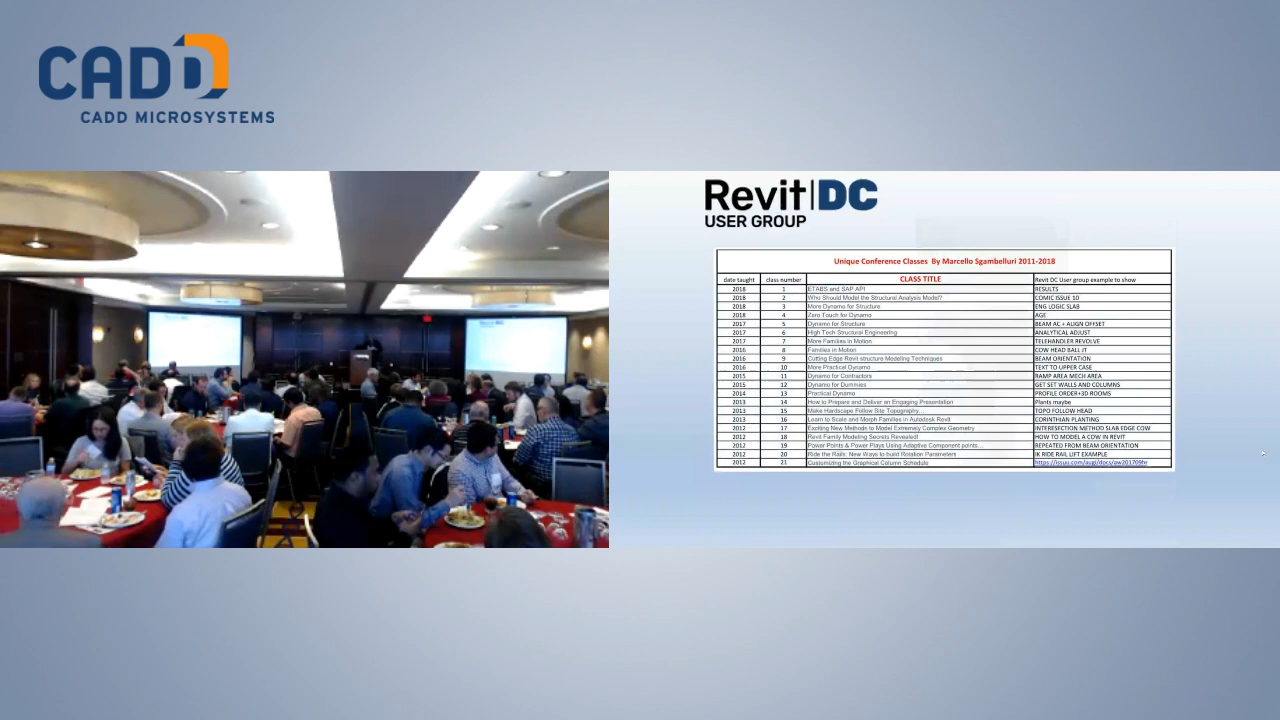 CADD
CADD MICROSYSTEMS
Revit|DC
USER GROUP
Unique Conference Classes By Marcello Sgambelluri 2011-2018
date taught class number CLASS TITLE Revit DC User group example to show
2018 1 ETABS and SAP API RESULTS
2018 2 Who Should Model the Structural Analysis Model? COMIC ISSUE 10
2018 3 More Dynamo for Structure ENG LOGIC SLAB
2018 4 Zero Touch for Dynamo AGE
2017 5 Dynamo for Structure BEAM AC + ALIGN OFFSET
2017 6 High Tech Structural Engineering ANALYTICAL ADJUST
2017 7 More Families in Motion TELEHANDLER REVOLVE
2016 8 Families in Motion COW HEAD BALL JT
2016 9 Cutting Edge Revit structure Modeling Techniques BEAM ORIENTATION
2016 10 More Practical Dynamo TEXT TO UPPER CASE
2015 11 Dynamo for Contractors RAMP AREA MECH AREA
2015 12 Dynamo for Dummies GET SET WALLS AND COLUMNS
2014 13 Practical Dynamo PROFILE ORDER+3D ROOMS
2013 14 How to Prepare and Deliver an Engaging Presentation Plants maybe
2013 15 Make Hardscape Follow Site Topography... TOPO FOLLOW HEAD
2013 16 Learn to Scale and Morph Families in Autodesk Revit CORINTHIAN PLANTING
2012 17 Exciting New Methods to Model Extremely Complex Geometry INTERESECTION METHOD SLAB EDGE COW
2012 18 Revit Family Modeling Secrets Revealed! HOW TO MODEL A COW IN REVIT
2012 19 Power Points & Power Plays Using Adaptive Component points... REPEATED FROM BEAM ORIENTATION
2012 20 Ride the Rails: New Ways to build Rotation Parameters IK RIDE RAIL LIFT EXAMPLE
2012 21 Customizing the Graphical Column Schedule https://issuu.com/augi/docs/aw201709hr